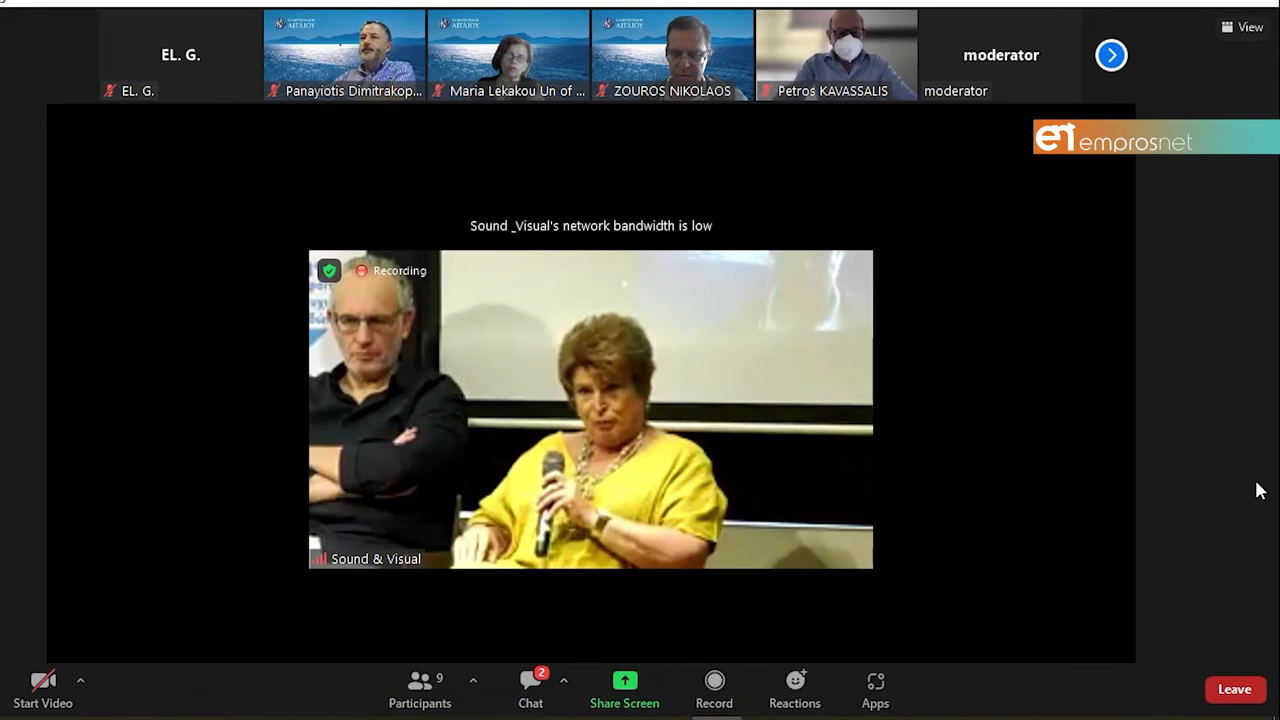 EL. G.
moderator
View
EL. G.
Panayiotis Dimitrakop...
Maria Lekakou Un of ...
ZOUROS NIKOLAOS
Petros KAVASSALIS
moderator
en emprosnet
Sound _Visual's network bandwidth is low
Recording
Sound & Visual
9
2
Start Video
Participants
Chat
Share Screen
Record
Reactions
Apps
Leave